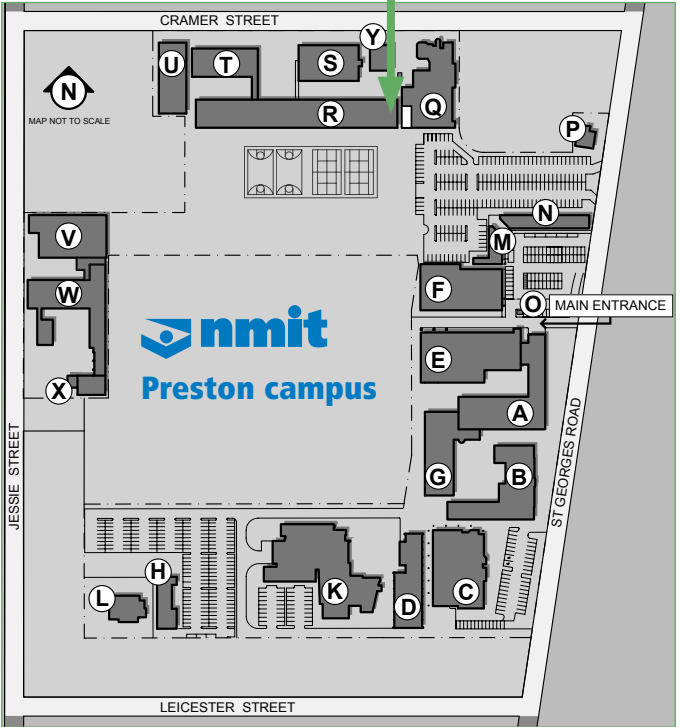 CRAMER STREET
Y
U
T
S
N
R
Q
MAP NOT TO SCALE
P
N
V
M
W
F
O
MAIN ENTRANCE
nmit
E
Preston campus
X
A
JESSIE STREET
ST GEORGES ROAD
G
B
H
L
K
C
D
LEICESTER STREET